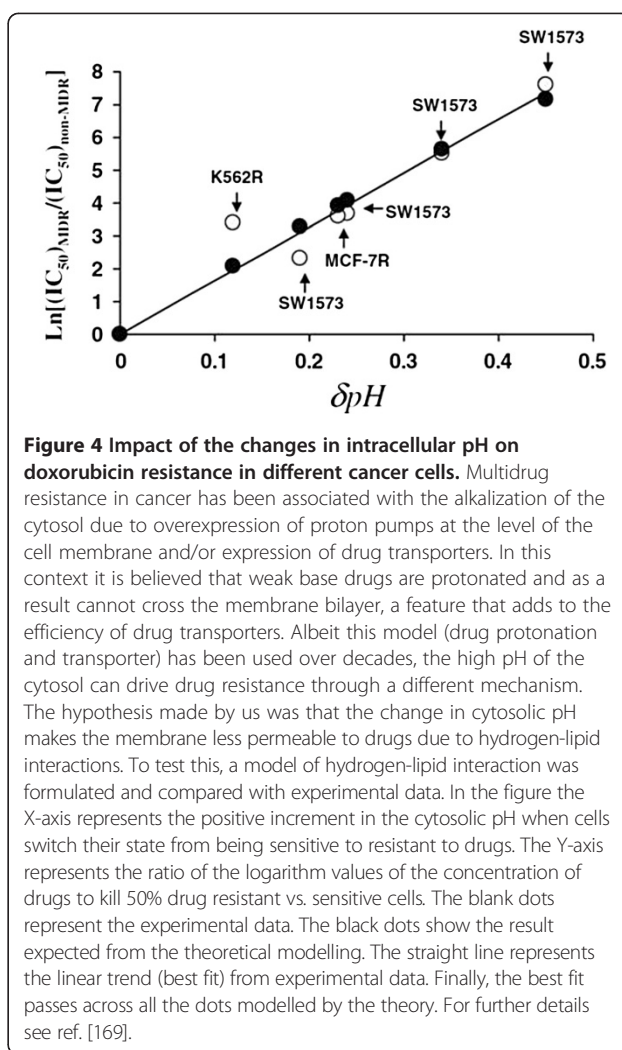 SW1573
8
7
6
5
4
3
2
1
0
Ln[(IC50)MDR/(IC50)non-MDR]
SW1573
K562R
SW1573
MCF-7R
SW1573
0 0.1 0.2 0.3 0.4 0.5
δpH
Figure 4 Impact of the changes in intracellular pH on
doxorubicin resistance in different cancer cells. Multidrug
resistance in cancer has been associated with the alkalization of the
cytosol due to overexpression of proton pumps at the level of the
cell membrane and/or expression of drug transporters. In this
context it is believed that weak base drugs are protonated and as a
result cannot cross the membrane bilayer, a feature that adds to the
efficiency of drug transporters. Albeit this model (drug protonation
and transporter) has been used over decades, the high pH of the
cytosol can drive drug resistance through a different mechanism.
The hypothesis made by us was that the change in cytosolic pH
makes the membrane less permeable to drugs due to hydrogen-lipid
interactions. To test this, a model of hydrogen-lipid interaction was
formulated and compared with experimental data. In the figure the
X-axis represents the positive increment in the cytosolic pH when cells
switch their state from being sensitive to resistant to drugs. The Y-axis
represents the ratio of the logarithm values of the concentration of
drugs to kill 50% drug resistant vs. sensitive cells. The blank dots
represent the experimental data. The black dots show the result
expected from the theoretical modelling. The straight line represents
the linear trend (best fit) from experimental data. Finally, the best fit
passes across all the dots modelled by the theory. For further details
see ref. [169].